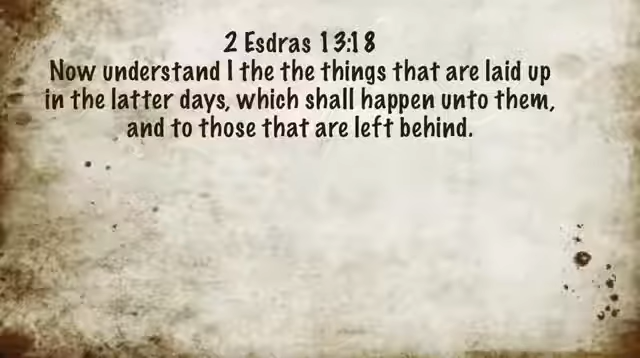 2 Esdras 13:18
Now understand I the the things that are laid up
in the latter days, which shall happen unto them,
and to those that are left behind.